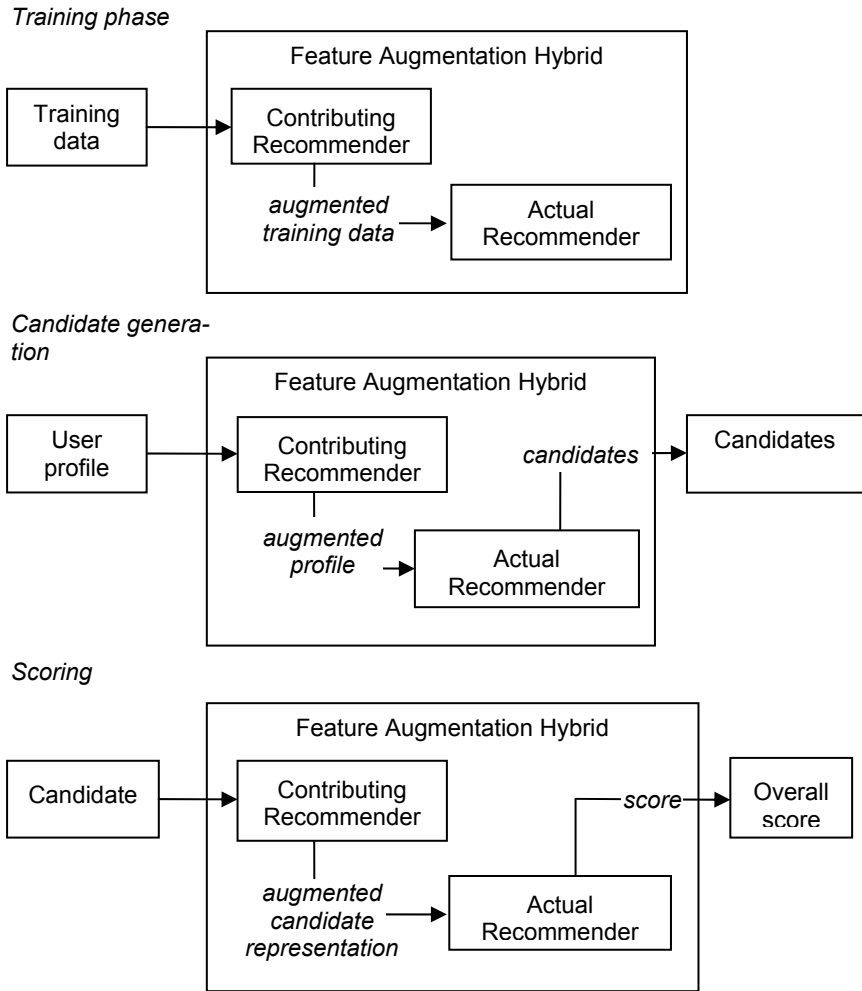 Training phase
Feature Augmentation Hybrid
Training
data
Contributing
Recommender
augmented
training data
Actual
Recommender
Candidate genera-
tion
Feature Augmentation Hybrid
User
profile
Contributing
Recommender
candidates
Candidates
augmented
profile
Actual
Recommender
Scoring
Feature Augmentation Hybrid
Candidate
Contributing
Recommender
score
Overall
score
augmented
candidate
representation
Actual
Recommender